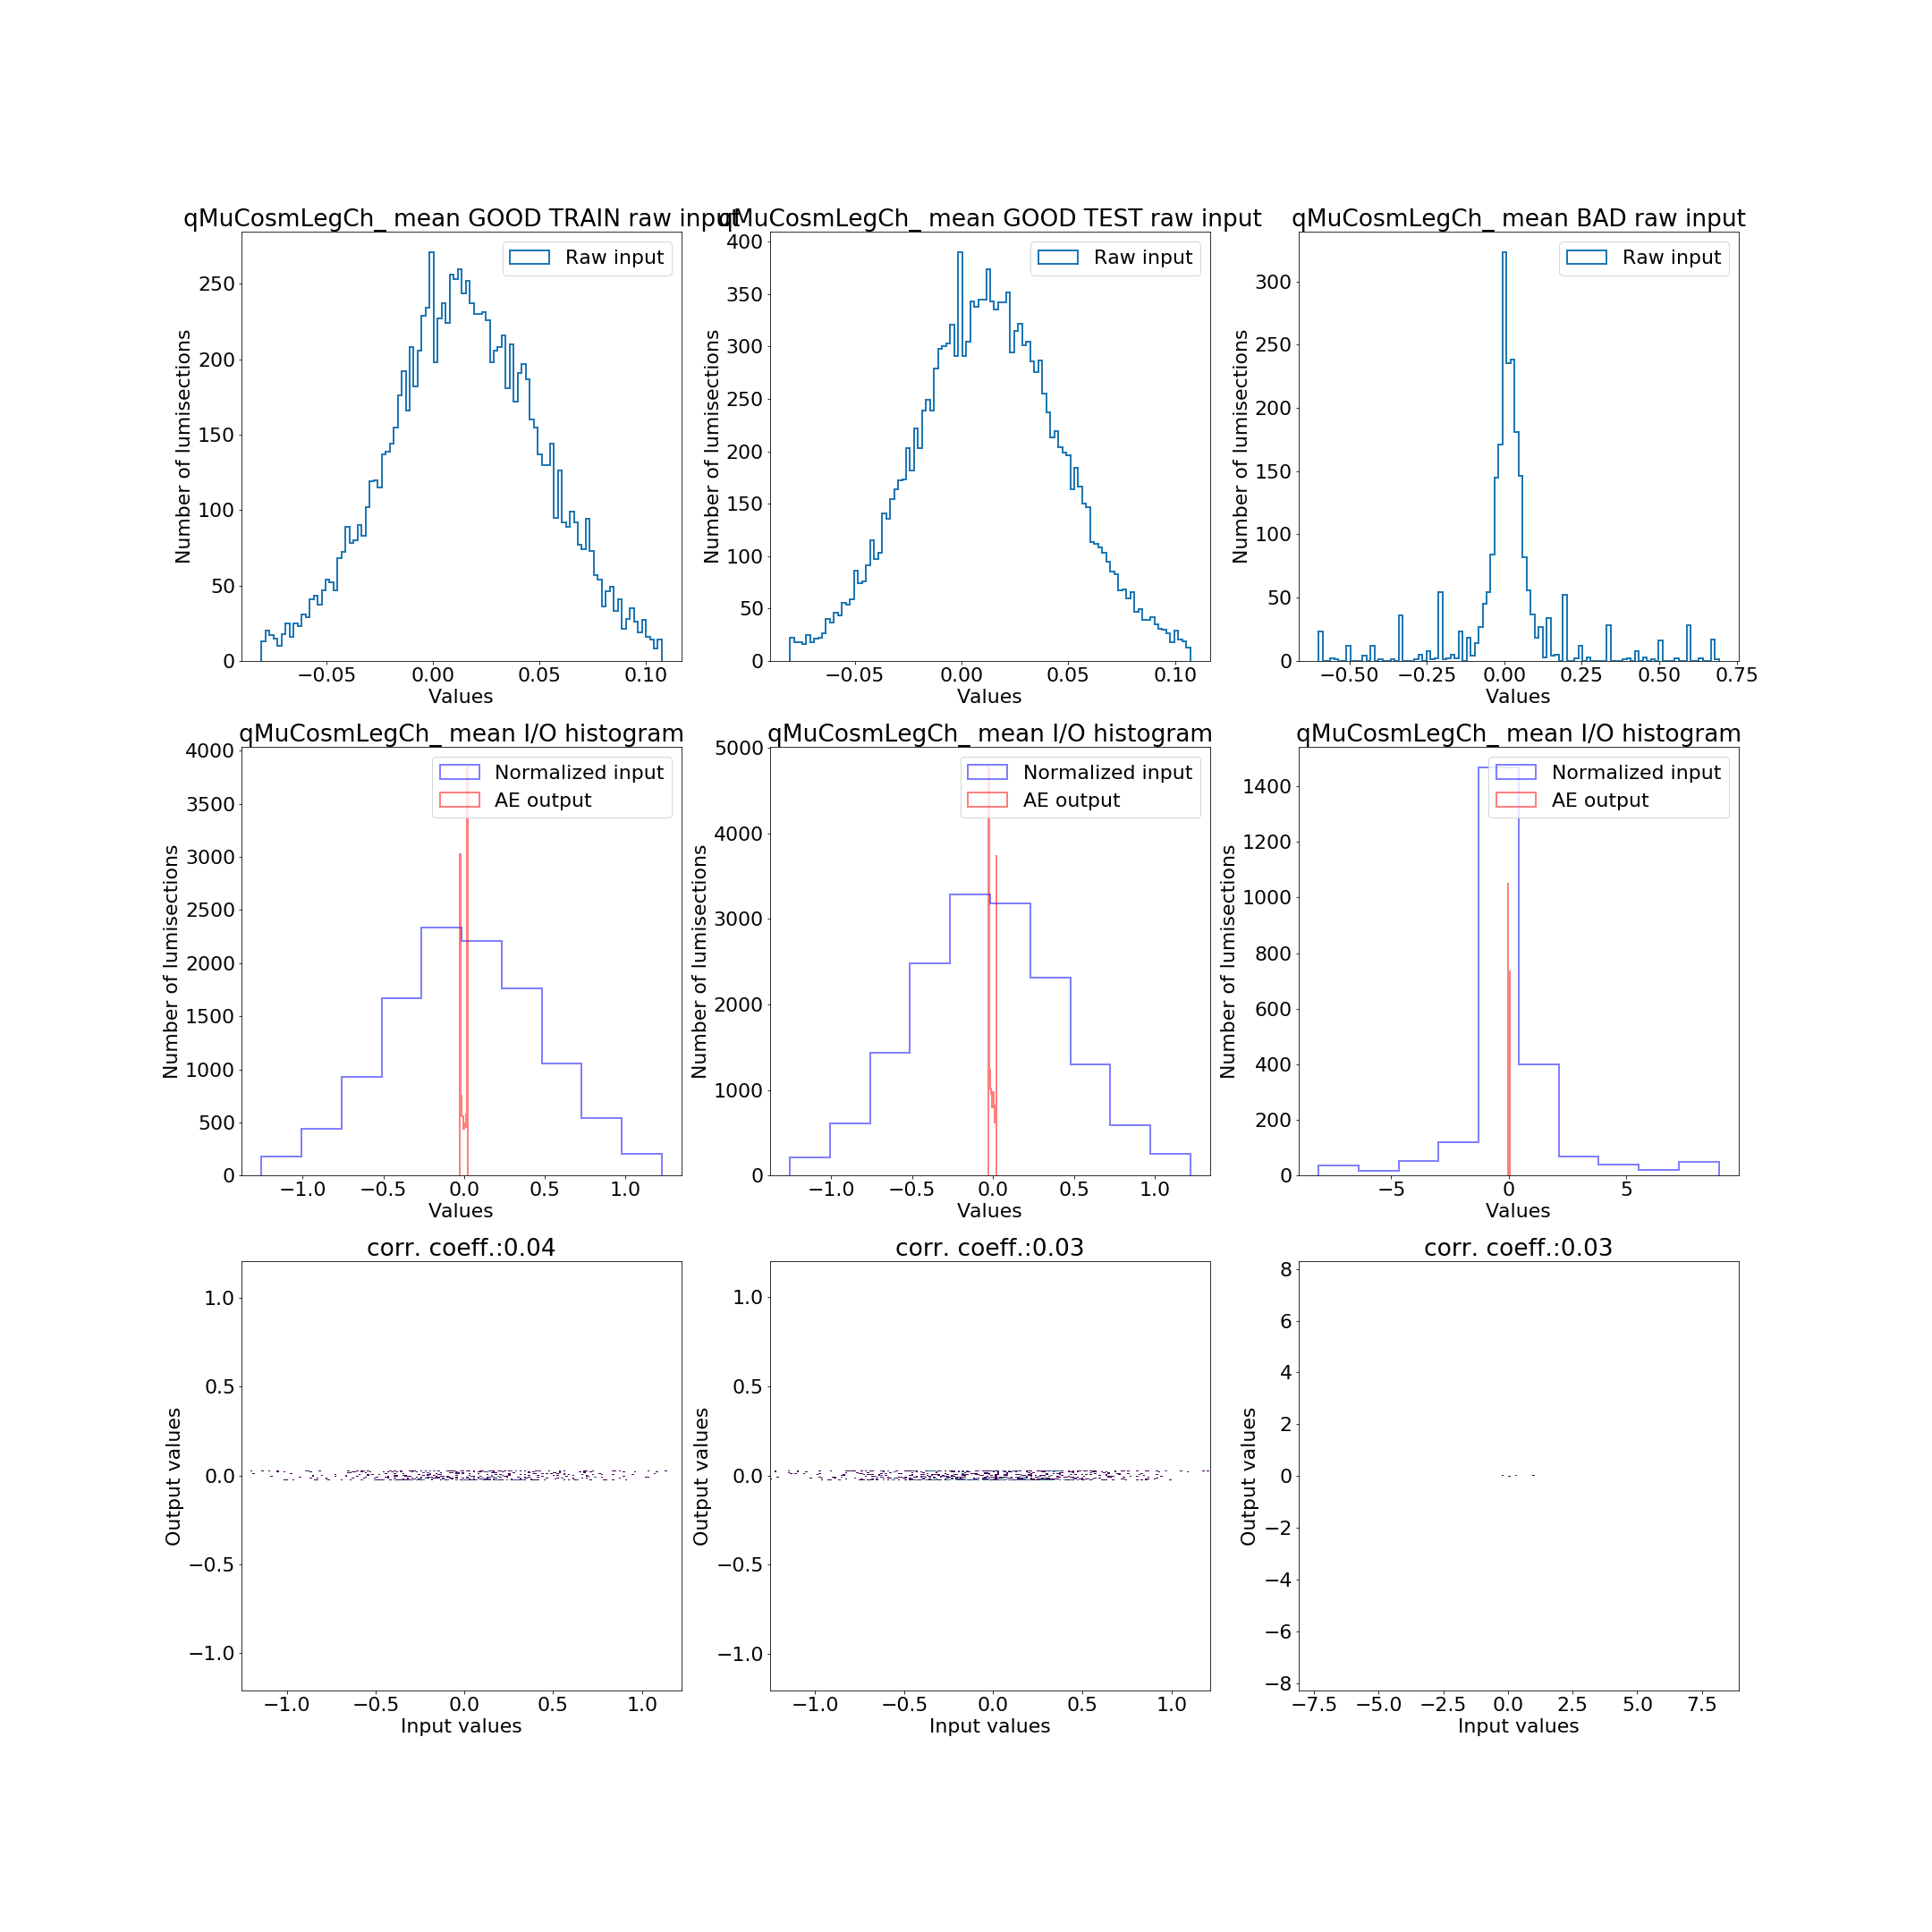 qMuCosmLegCh_ mean GOOD TRAIN raw input
qMuCosmLegCh_ mean GOOD TEST raw input
qMuCosmLegCh_ mean BAD raw input
Raw input
Raw input
Raw input
Number of lumisections
250
200
150
100
50
0
−0.05 0.00 0.05 0.10
Values
Number of lumisections
400
350
300
250
200
150
100
50
0
−0.05 0.00 0.05 0.10
Values
Number of lumisections
300
250
200
150
100
50
0
−0.50 −0.25 0.00 0.25 0.50 0.75
Values
qMuCosmLegCh_ mean I/O histogram
Normalized input
AE output
Number of lumisections
4000
3500
3000
2500
2000
1500
1000
500
0
−1.0 −0.5 0.0 0.5 1.0
Values
qMuCosmLegCh_ mean I/O histogram
Normalized input
AE output
Number of lumisections
5000
4000
3000
2000
1000
0
−1.0 −0.5 0.0 0.5 1.0
Values
qMuCosmLegCh_ mean I/O histogram
Normalized input
AE output
Number of lumisections
1400
1200
1000
800
600
400
200
0
−5 0 5
Values
corr. coeff.:0.04
Output values
1.0
0.5
0.0
−0.5
−1.0
−1.0 −0.5 0.0 0.5 1.0
Input values
corr. coeff.:0.03
Output values
1.0
0.5
0.0
−0.5
−1.0
−1.0 −0.5 0.0 0.5 1.0
Input values
corr. coeff.:0.03
Output values
8
6
4
2
0
−2
−4
−6
−8
−7.5 −5.0 −2.5 0.0 2.5 5.0 7.5
Input values